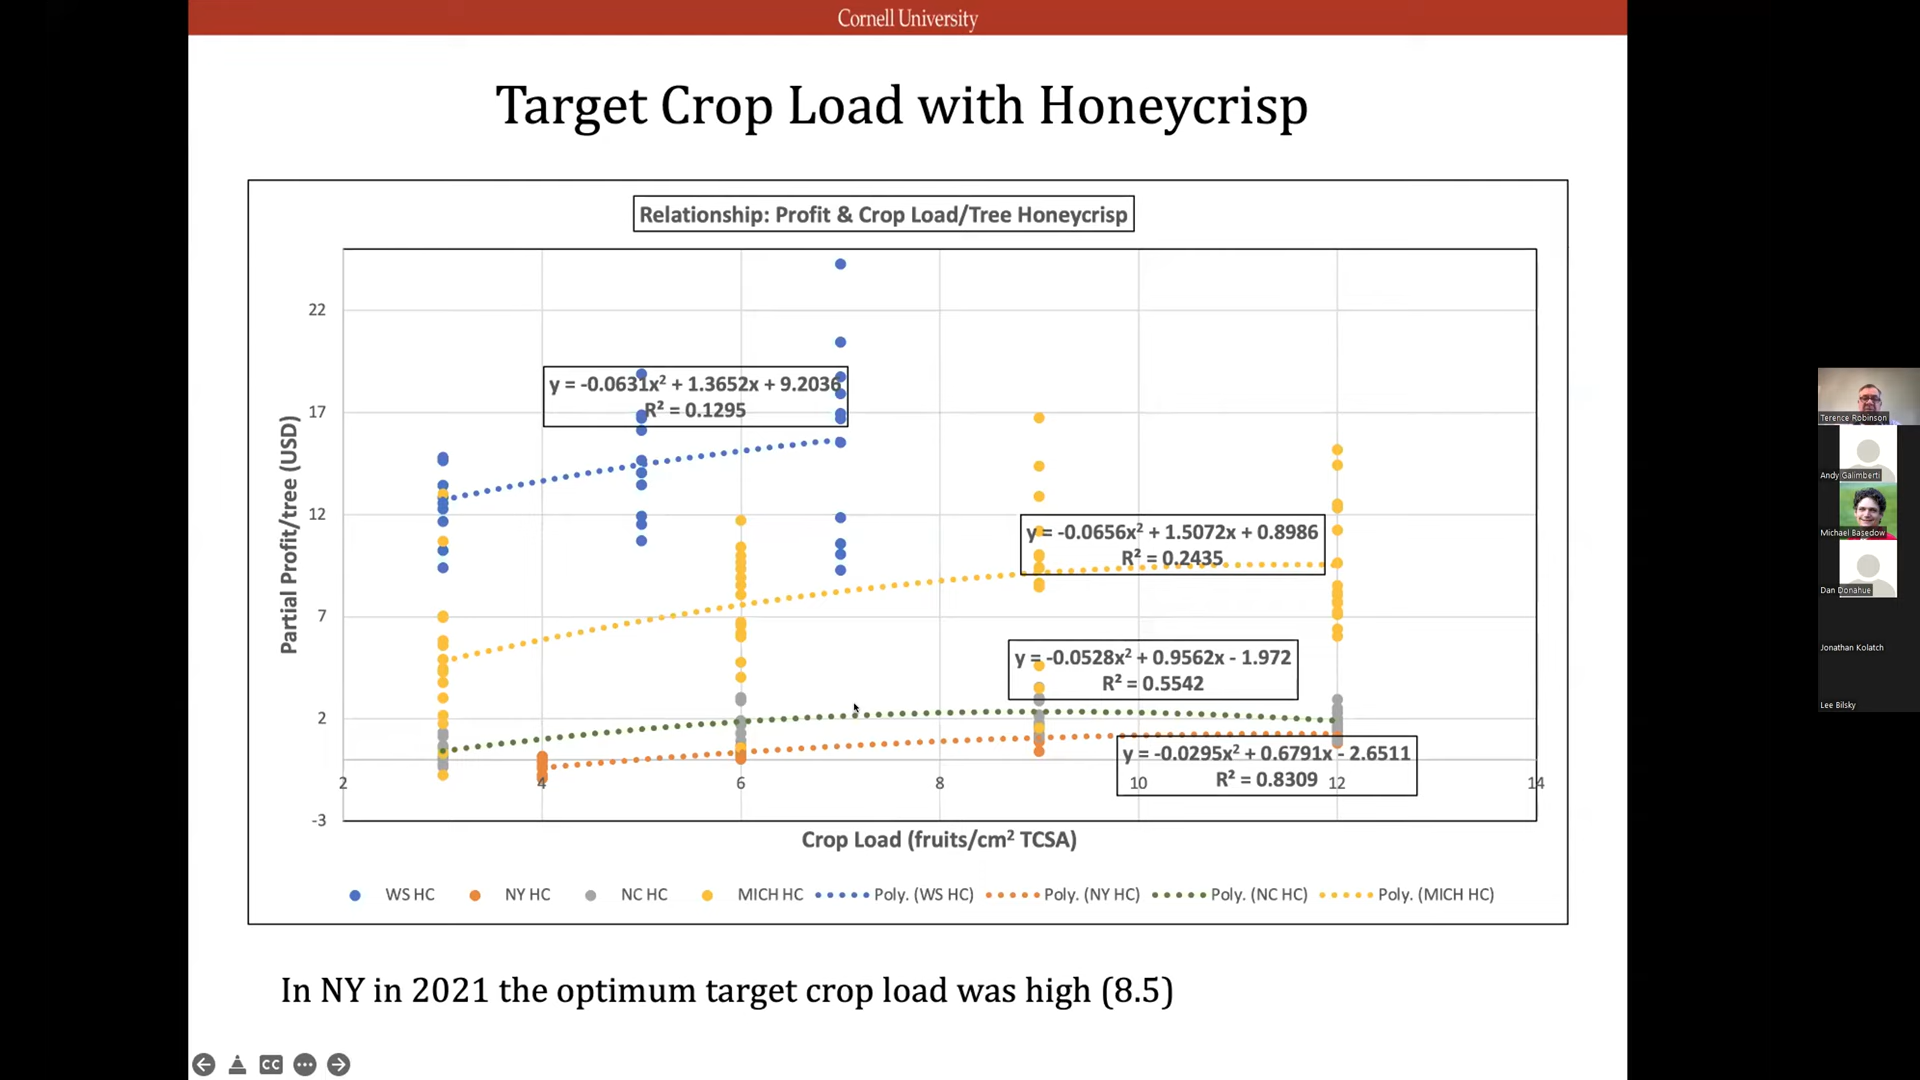 Cornell University
Target Crop Load with Honeycrisp
Relationship: Profit & Crop Load/Tree Honeycrisp
22
17
12
7
2
-3
Partial Profit/tree (USD)
y = -0.0631x² + 1.3652x + 9.2036
R² = 0.1295
y = -0.0656x² + 1.5072x + 0.8986
R² = 0.2435
y = -0.0528x² + 0.9562x - 1.972
R² = 0.5542
y = -0.0295x² + 0.6791x - 2.6511
R² = 0.8309
2 4 6 8 10 12 14
Crop Load (fruits/cm² TCSA)
WS HC NY HC NC HC MICH HC Poly. (WS HC) Poly. (NY HC) Poly. (NC HC) Poly. (MICH HC)
In NY in 2021 the optimum target crop load was high (8.5)
CC
Terence Robinson
Andy Galimberti
Michael Basedow
Dan Donahue
Jonathan Kolatch
Lee Bilsky